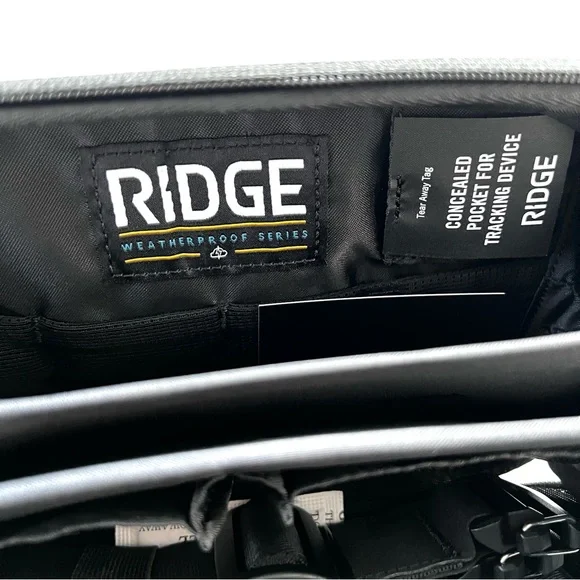 RIDGE
WEATHERPROOF SERIES
Tear Away Tag
CONCEALED
POCKET FOR
TRACKING DEVICE
RIDGE